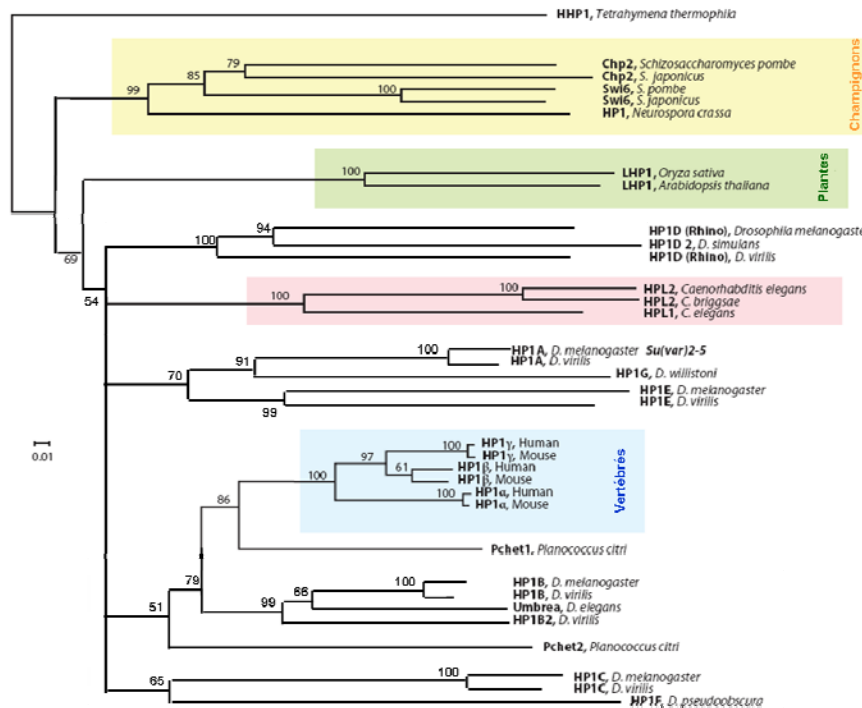 HHP1, Tetrahymena thermophila
79
85
99
100
Chp2, Schizosaccharomyces pombe
Chp2, S. japonicus
Swi6, S. pombe
Swi6, S. japonicus
HP1, Neurospora crassa
Champignons
100
LHP1, Oryza sativa
LHP1, Arabidopsis thaliana
Plantes
69
54
94
100
HP1D (Rhino), Drosophila melanogaste
HP1D 2, D. simulans
HP1D (Rhino), D. virilis
100
100
HPL2, Caenorhabditis elegans
HPL2, C. briggsae
HPL1, C. elegans
100
91
70
99
HP1A, D. melanogaster Su(var)2-5
HP1A, D. virilis
HP1G, D. willistoni
HP1E, D. melanogaster
HP1E, D. virilis
0.01
100
97
61
100
100
HP1γ, Human
HP1γ, Mouse
HP1β, Human
HP1β, Mouse
HP1α, Human
HP1α, Mouse
Vertébrés
86
Pchet1, Planococcus citri
79
51
100
66
99
HP1B, D. melanogaster
HP1B, D. virilis
Umbrea, D. elegans
HP1B2, D. virilis
Pchet2, Planococcus citri
100
65
HP1C, D. melanogaster
HP1C, D. virilis
HP1F, D. pseudoobscura